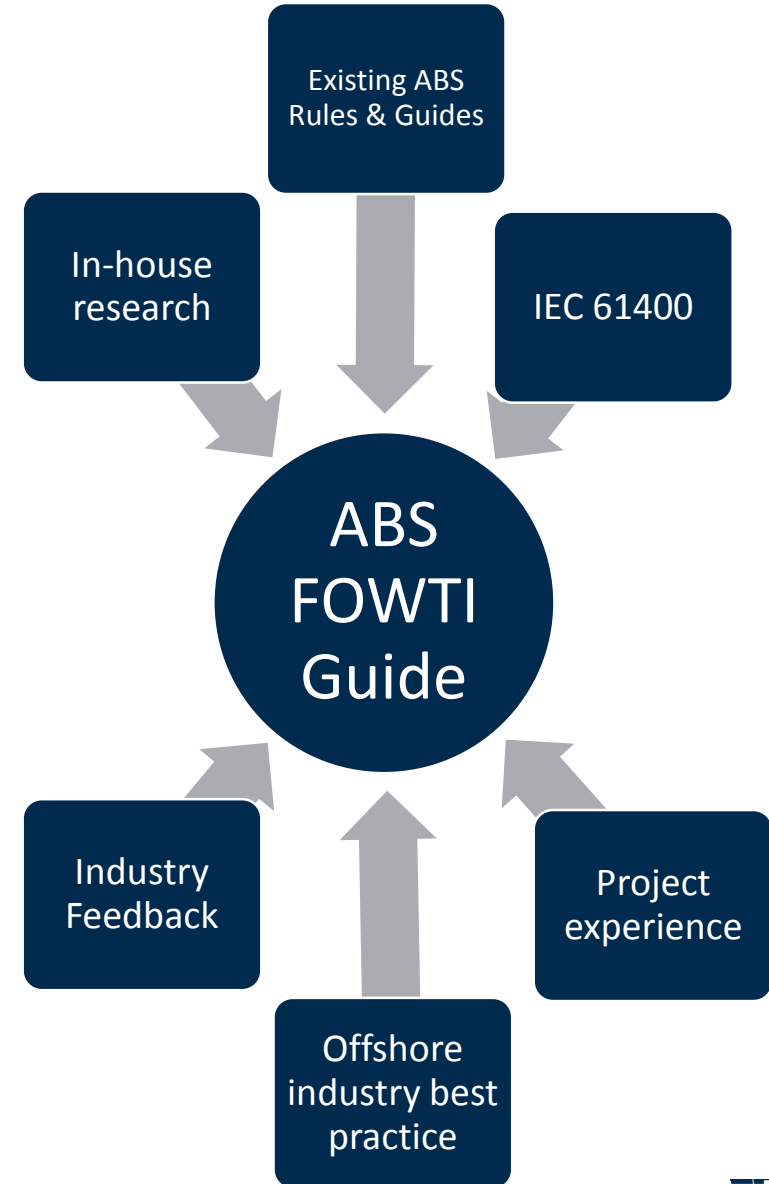 Existing ABS
Rules & Guides
In-house
research
IEC 61400
ABS
FOWTI
Guide
Industry
Feedback
Project
experience
Offshore
industry best
practice